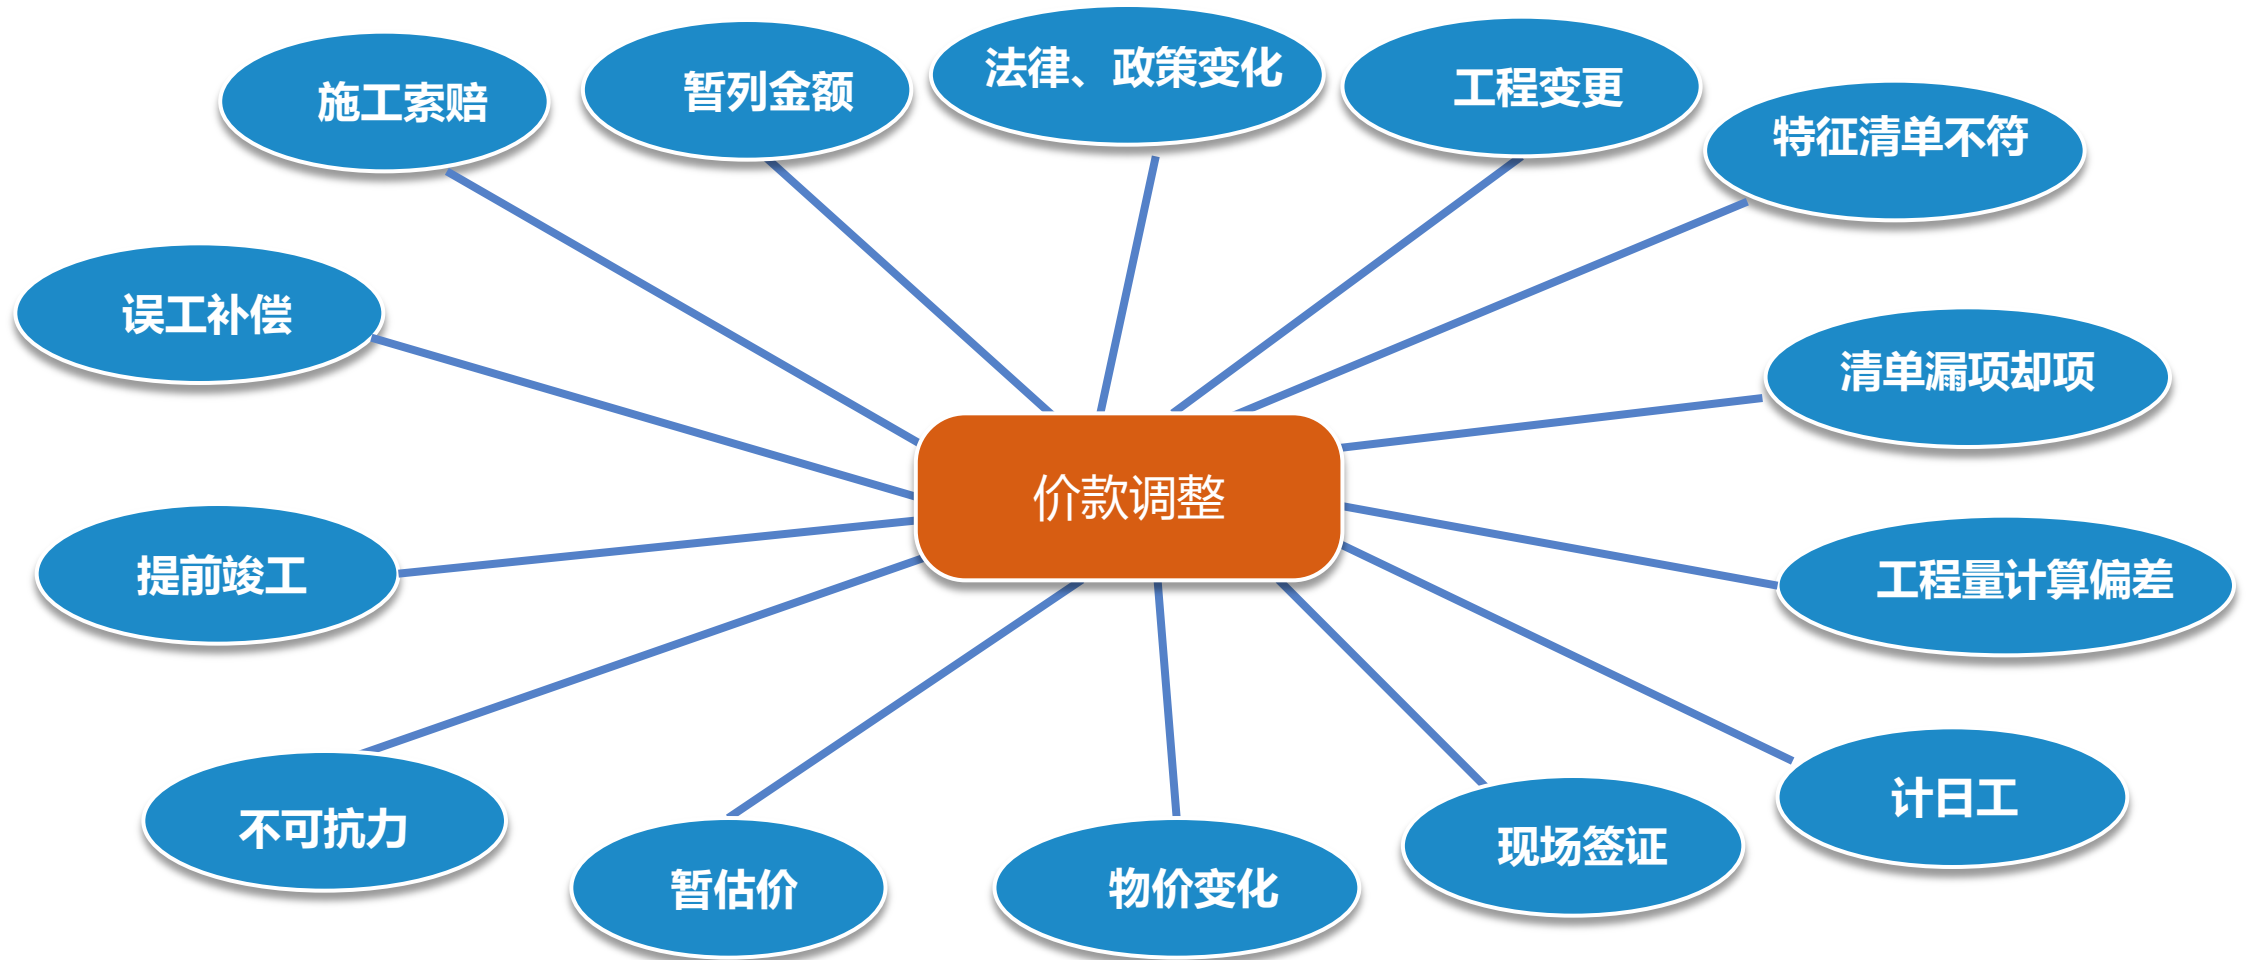 施工索赔
暂列金额
法律、政策变化
工程变更
特征清单不符
误工补偿
清单漏项却项
价款调整
提前竣工
工程量计算偏差
不可抗力
暂估价
物价变化
现场签证
计日工